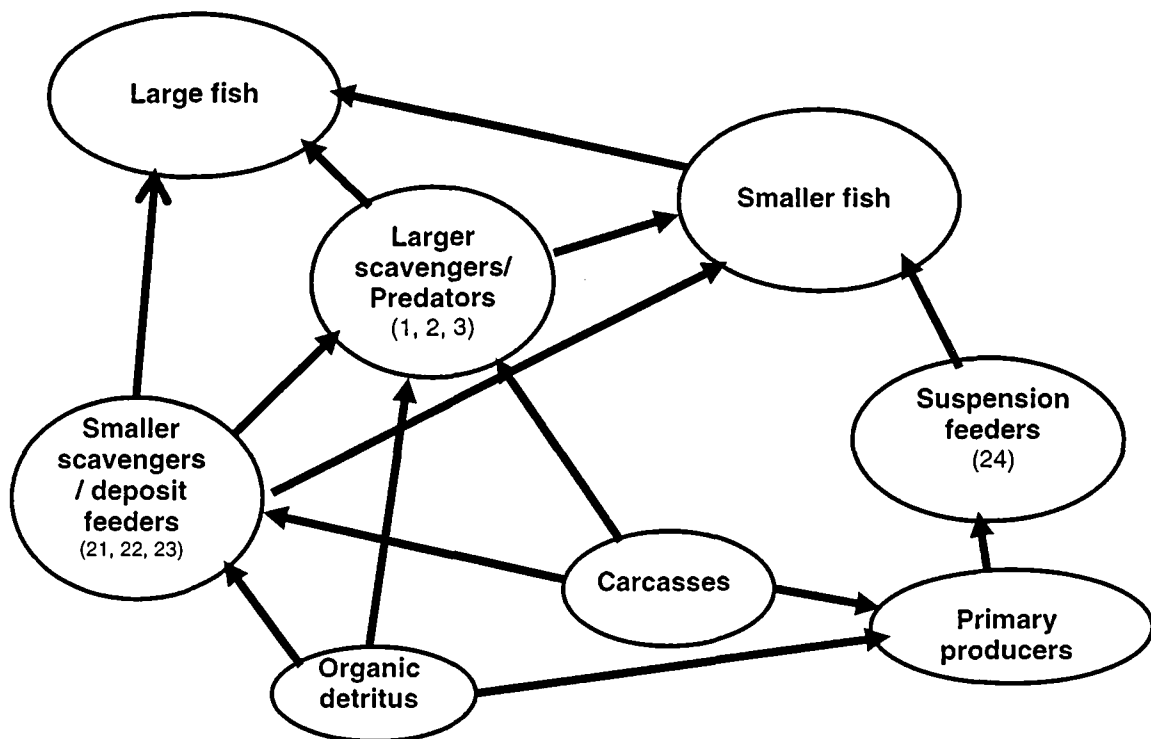 Large fish
Smaller fish
Larger
scavengers/
Predators
(1, 2, 3)
Suspension
feeders
(24)
Smaller
scavengers
/ deposit
feeders
(21, 22, 23)
Carcasses
Primary
producers
Organic
detritus